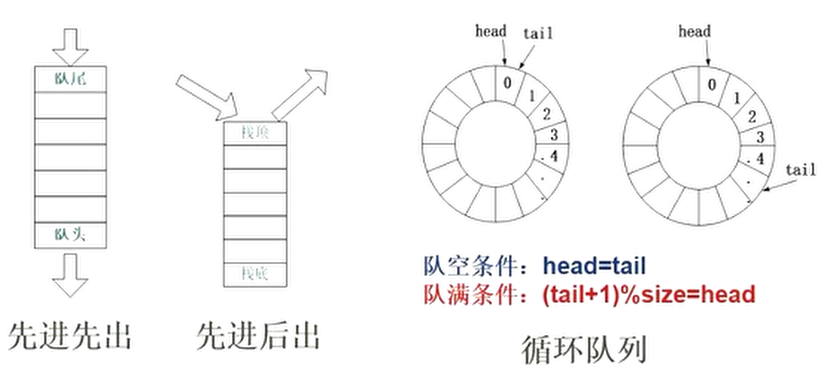 队尾
队头
先进先出
栈顶
栈底
先进后出
head
tail
0
1
2
3
4
head
0
1
2
3
4
tail
队空条件：head=tail
队满条件：(tail+1)%size=head
循环队列